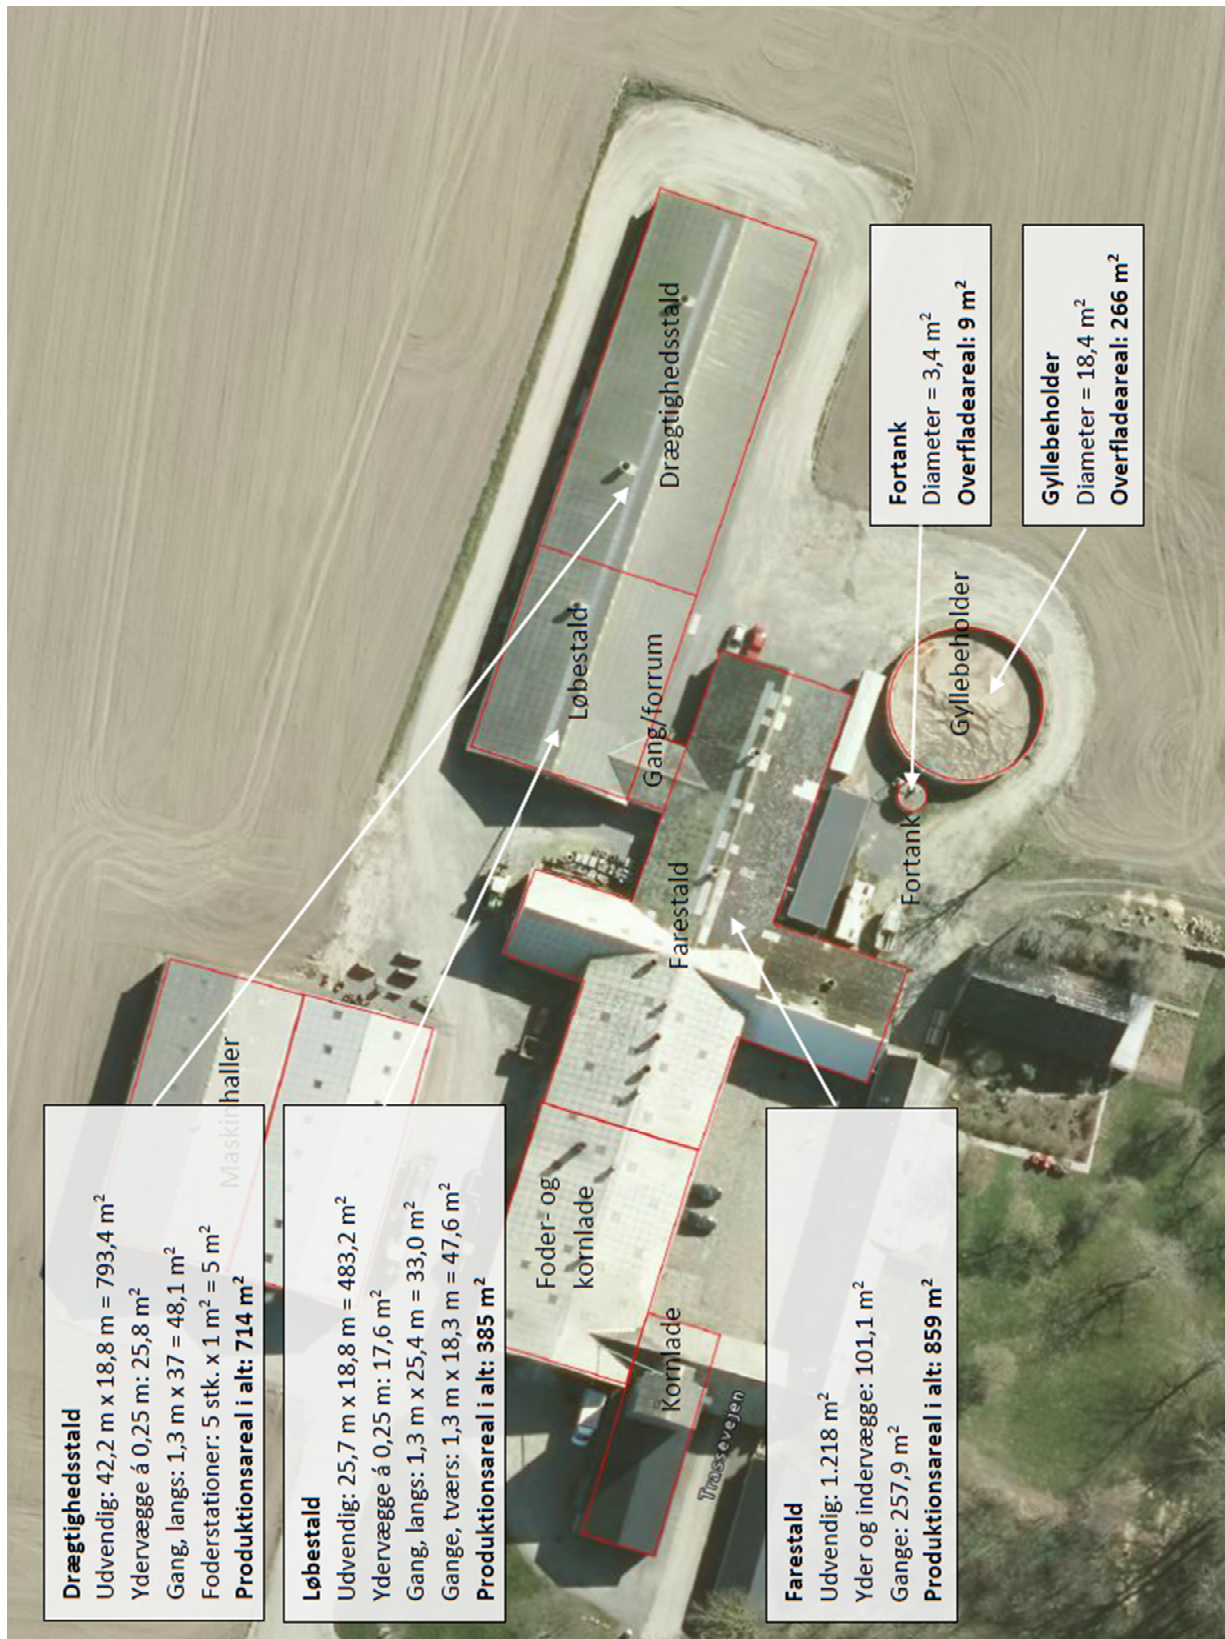 Drægtighedsstald
Udvendig: 42,2 m x 18,8 m = 793,4 m²
Ydervægge á 0,25 m: 25,8 m²
Gang, langs: 1,3 m x 37 = 48,1 m²
Foderstationer: 5 stk. x 1 m² = 5 m²
Produktionsareal i alt: 714 m²
Løbestald
Udvendig: 25,7 m x 18,8 m = 483,2 m²
Ydervægge á 0,25 m: 17,6 m²
Gang, langs: 1,3 m x 25,4 m = 33,0 m²
Gange, tværs: 1,3 m x 18,3 m = 47,6 m²
Produktionsareal i alt: 385 m²
Farestald
Udvendig: 1.218 m²
Yder og indervægge: 101,1 m²
Gange: 257,9 m²
Produktionsareal i alt: 859 m²
Maskinhaller
Foder- og
kornlade
Kornlade
Trassevejen
Farestald
Løbestald
Gang/forrum
Drægtighedsstald
Fortank
Gyllebeholder
Fortank
Diameter = 3,4 m²
Overfladeareal: 9 m²
Gyllebeholder
Diameter = 18,4 m²
Overfladeareal: 266 m²